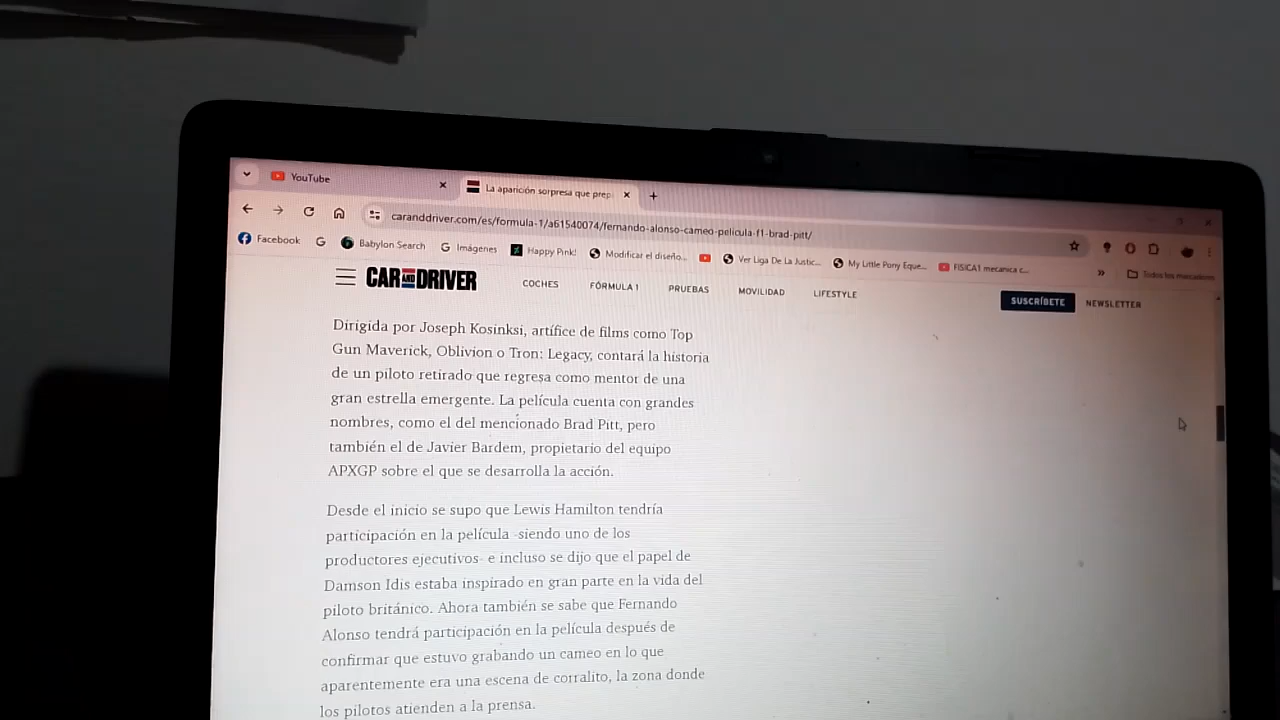 YouTube
La aparición sorpresa que prep
caranddriver.com/es/formula-1/a61540074/fernando-alonso-cameo-pelicula-f1-brad-pitt/
Facebook
Babylon Search
Imágenes
Happy Pink!
Modificar el diseño...
Ver Liga De La Justic...
My Little Pony Eque...
FISICA1 mecanica c...
»
Todos los marcadores
CAR AND DRIVER
COCHES
FÓRMULA 1
PRUEBAS
MOVILIDAD
LIFESTYLE
SUSCRÍBETE
NEWSLETTER
Dirigida por Joseph Kosinksi, artífice de films como Top
Gun Maverick, Oblivion o Tron: Legacy, contará la historia
de un piloto retirado que regresa como mentor de una
gran estrella emergente. La película cuenta con grandes
nombres, como el del mencionado Brad Pitt, pero
también el de Javier Bardem, propietario del equipo
APXGP sobre el que se desarrolla la acción.
Desde el inicio se supo que Lewis Hamilton tendría
participación en la película -siendo uno de los
productores ejecutivos- e incluso se dijo que el papel de
Damson Idis estaba inspirado en gran parte en la vida del
piloto británico. Ahora también se sabe que Fernando
Alonso tendrá participación en la película después de
confirmar que estuvo grabando un cameo en lo que
aparentemente era una escena de corralito, la zona donde
los pilotos atienden a la prensa.